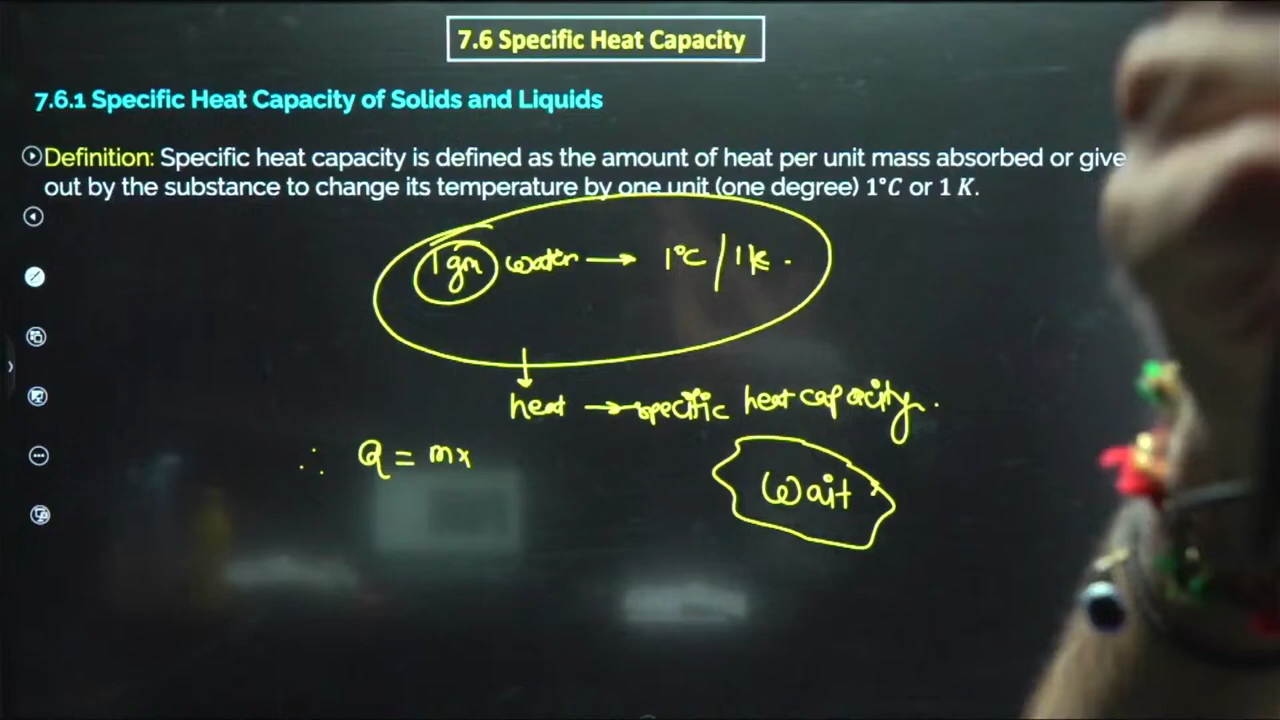 7.6 Specific Heat Capacity
7.6.1 Specific Heat Capacity of Solids and Liquids
Definition: Specific heat capacity is defined as the amount of heat per unit mass absorbed or give
out by the substance to change its temperature by one unit (one degree) 1°C or 1 K.
1 gm water → 1°C / 1k .
heat → specific heat capacity.
∴ Q = mx
Wait